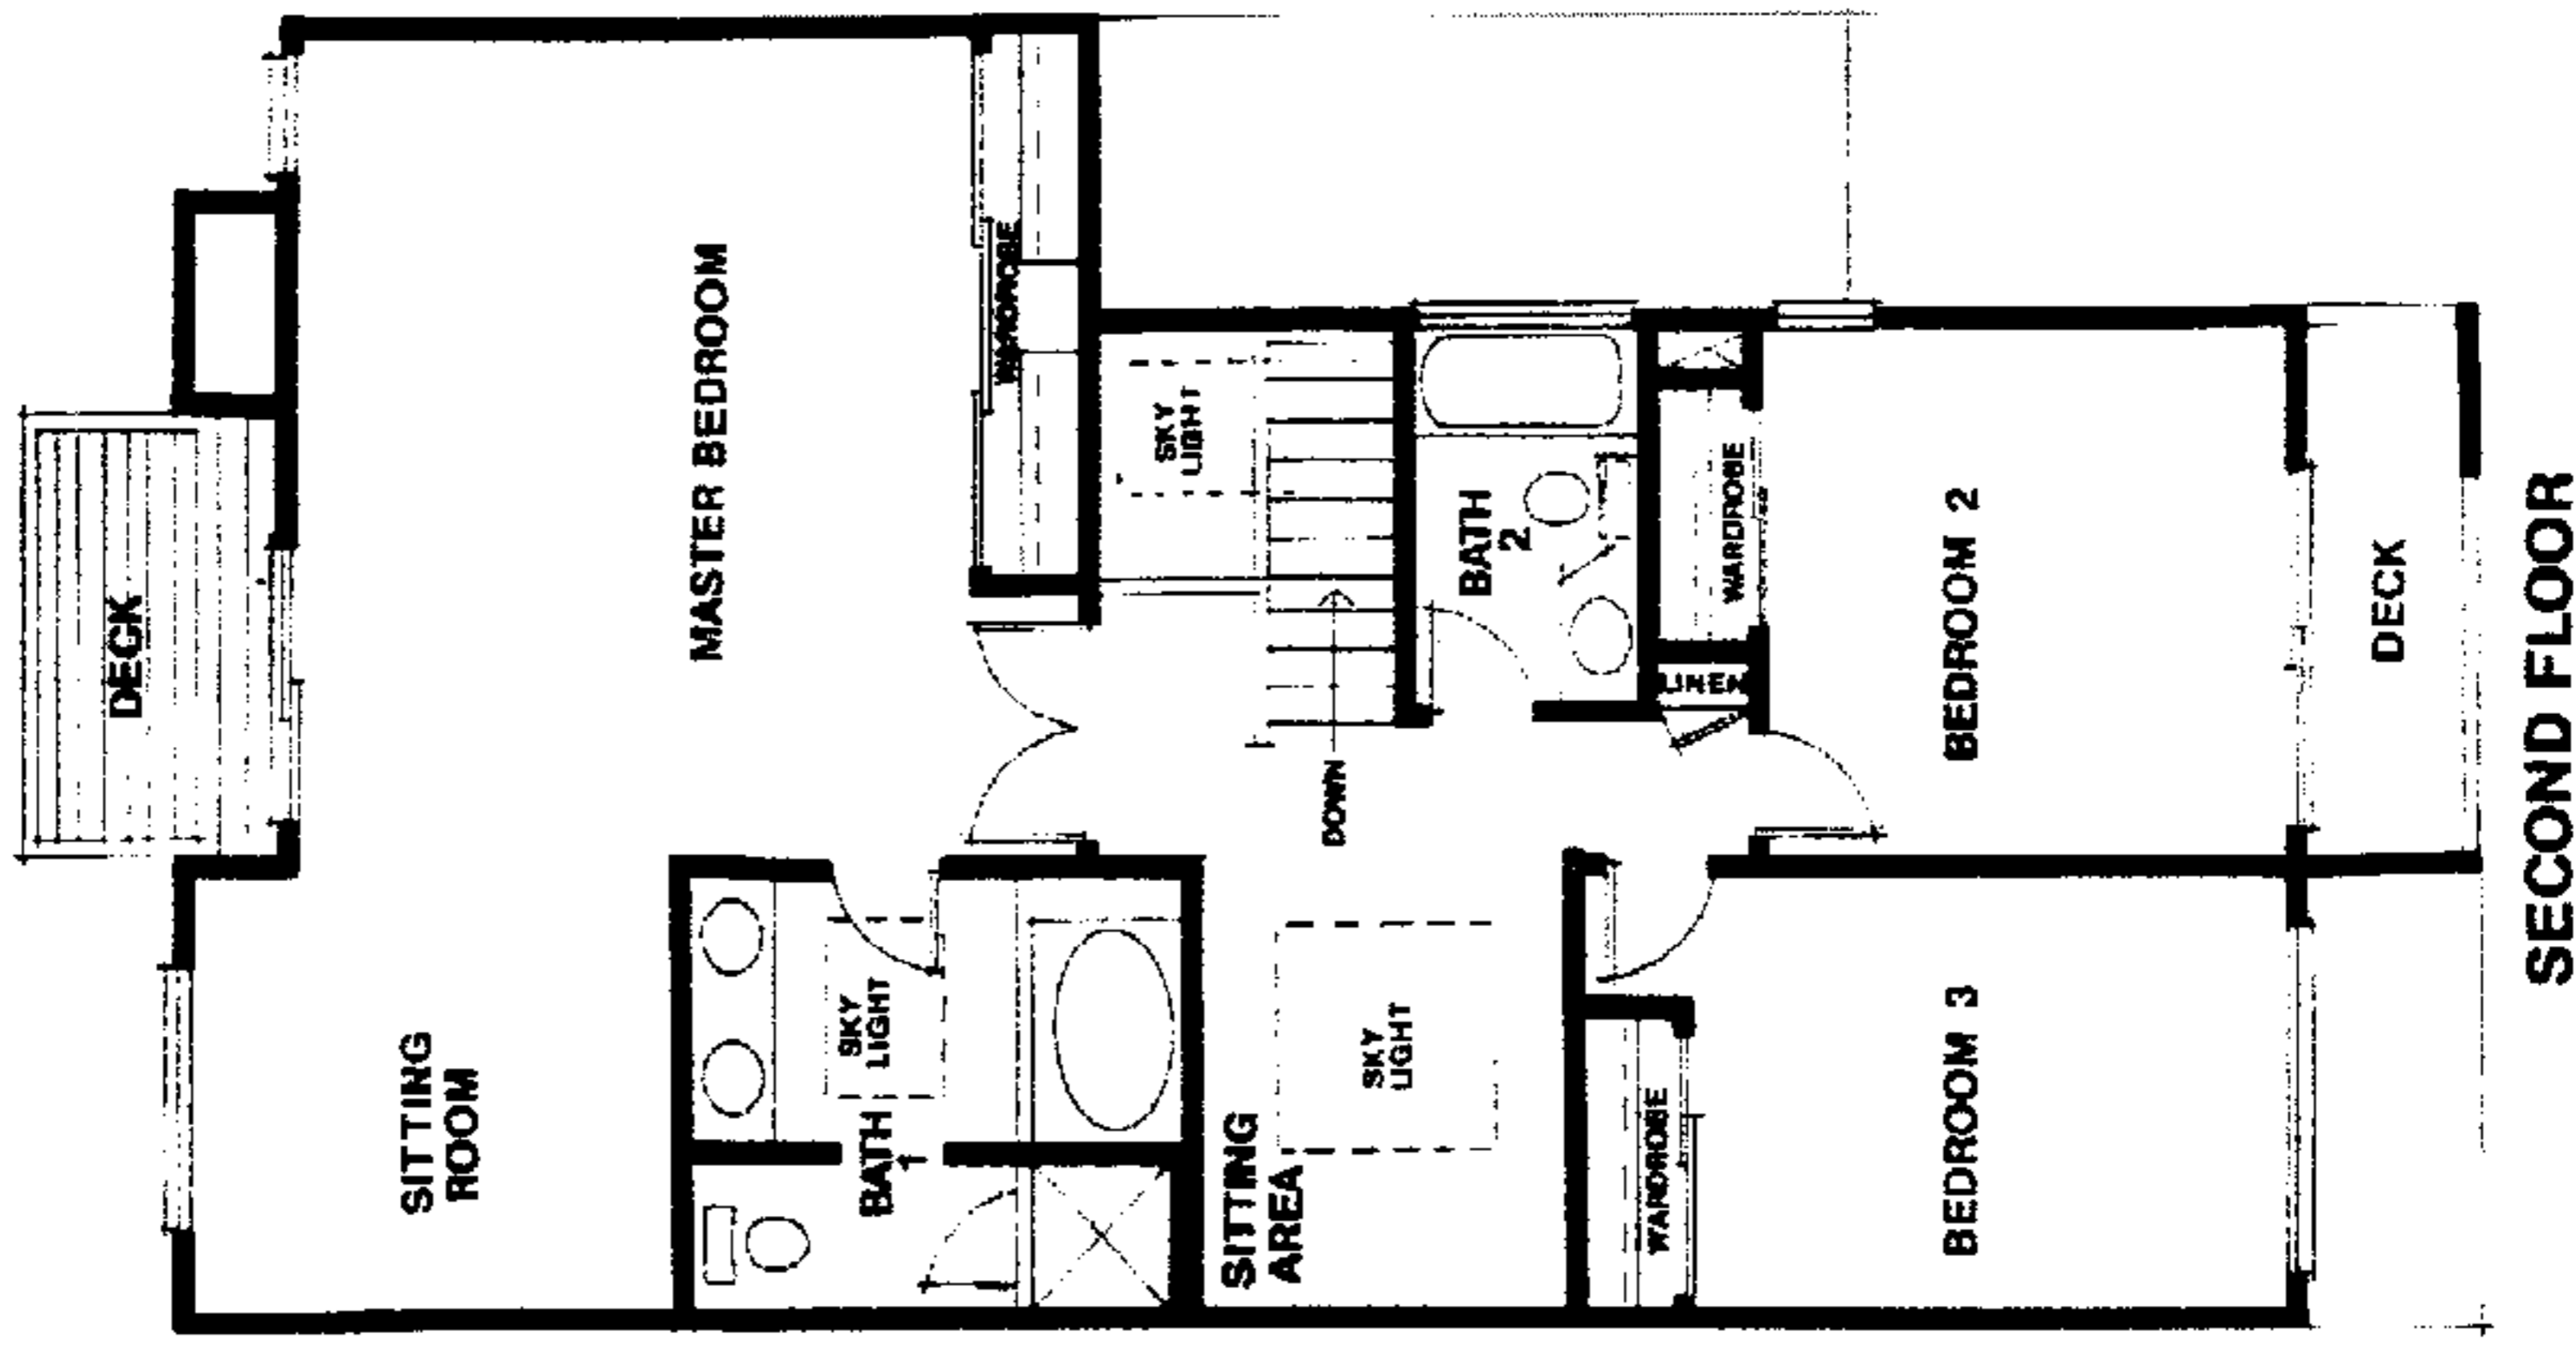 DECK
MASTER BEDROOM
WARDROBE
SITTING
ROOM
SKY
LIGHT
BATH
1
SKY
LIGHT
DOWN
BATH
2
WARDROBE
LINEN
BEDROOM 2
DECK
SITTING
AREA
SKY
LIGHT
WARDROBE
BEDROOM 3
SECOND FLOOR